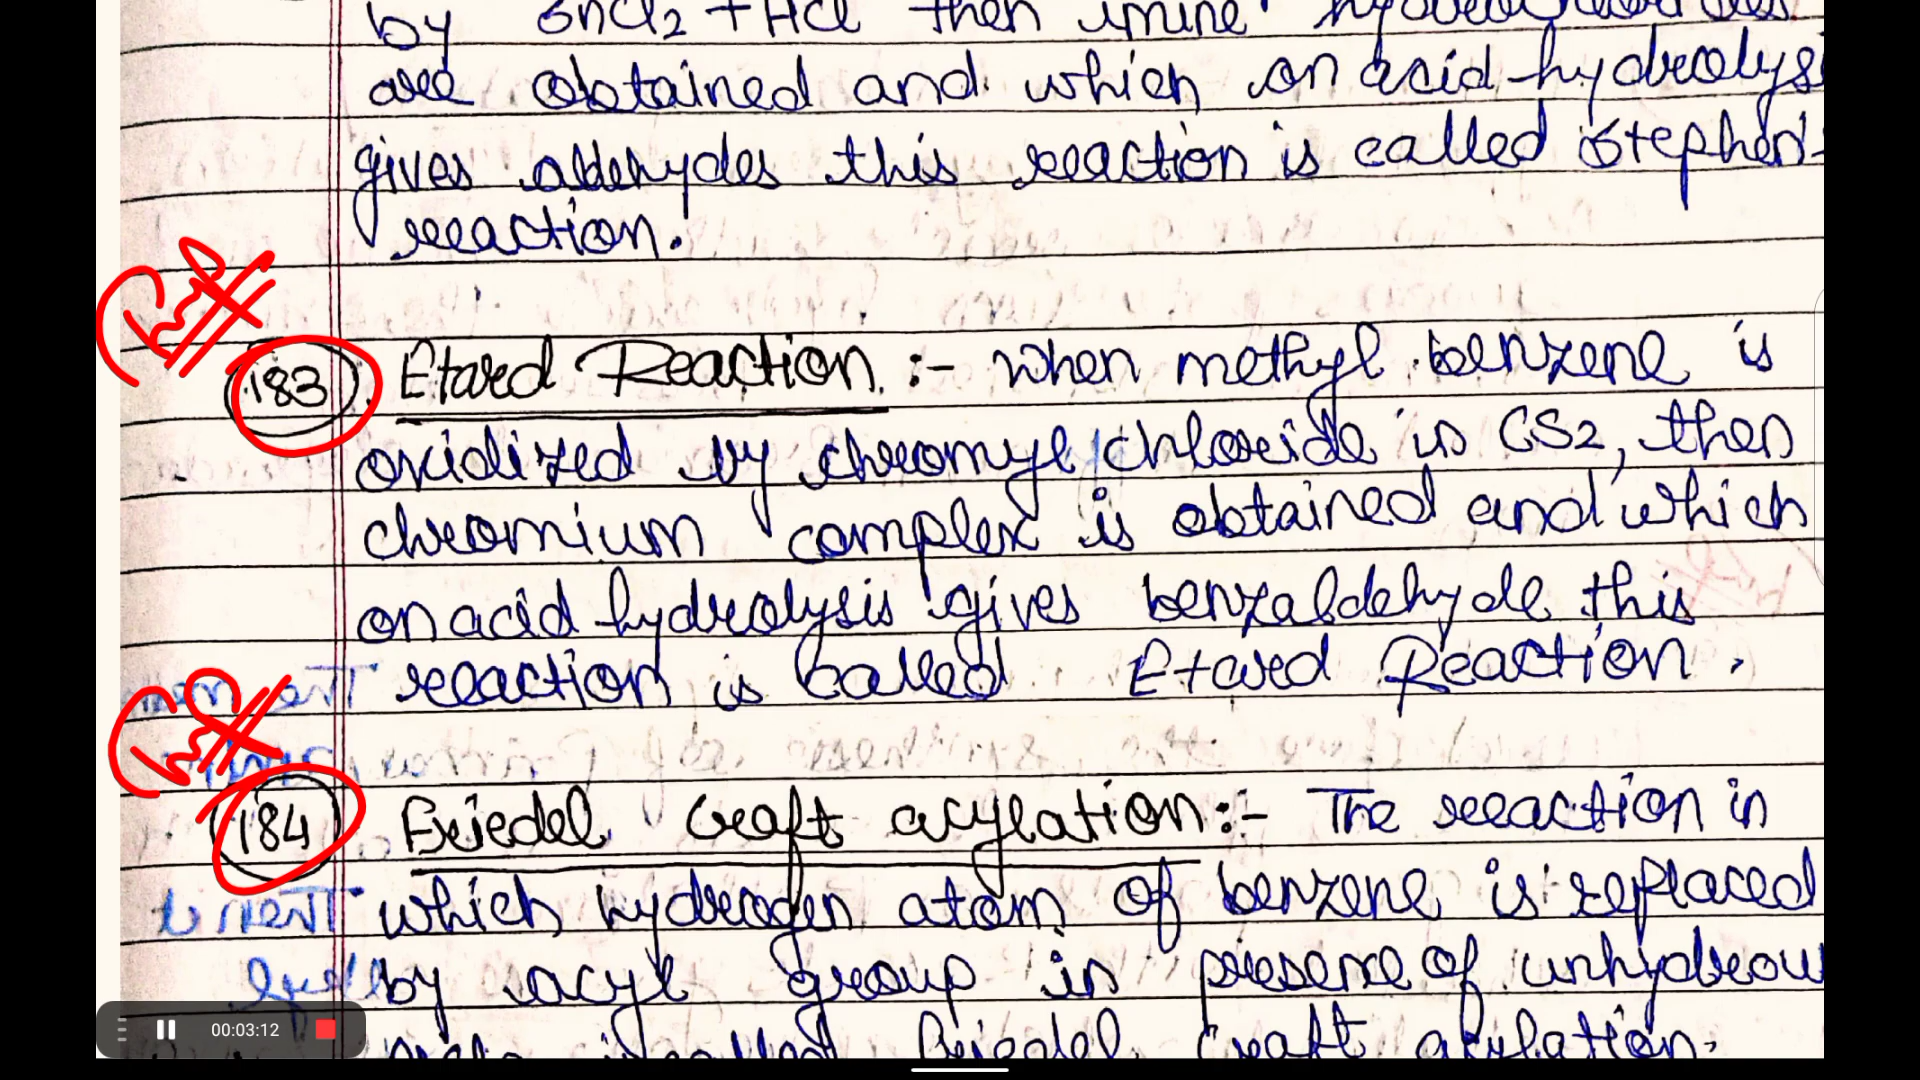 by SnCl2 + HCl then imine
are obtained and which on acid hydrolysi
gives aldehydes this reaction is called Stephen
reaction.
183 Etard Reaction :- when methyl benzene is
oxidized by chromyl chloride in CS2, then
chromium complex is obtained and which
on acid hydrolysis gives benzaldehyde this
reaction is called Etard Reaction.
184 Friedel Craft acylation :- The reaction in
which hydrogen atom of benzene is replaced
by acyl group in presence of unhydrou
called Friedel Craft acylation.
00:03:12